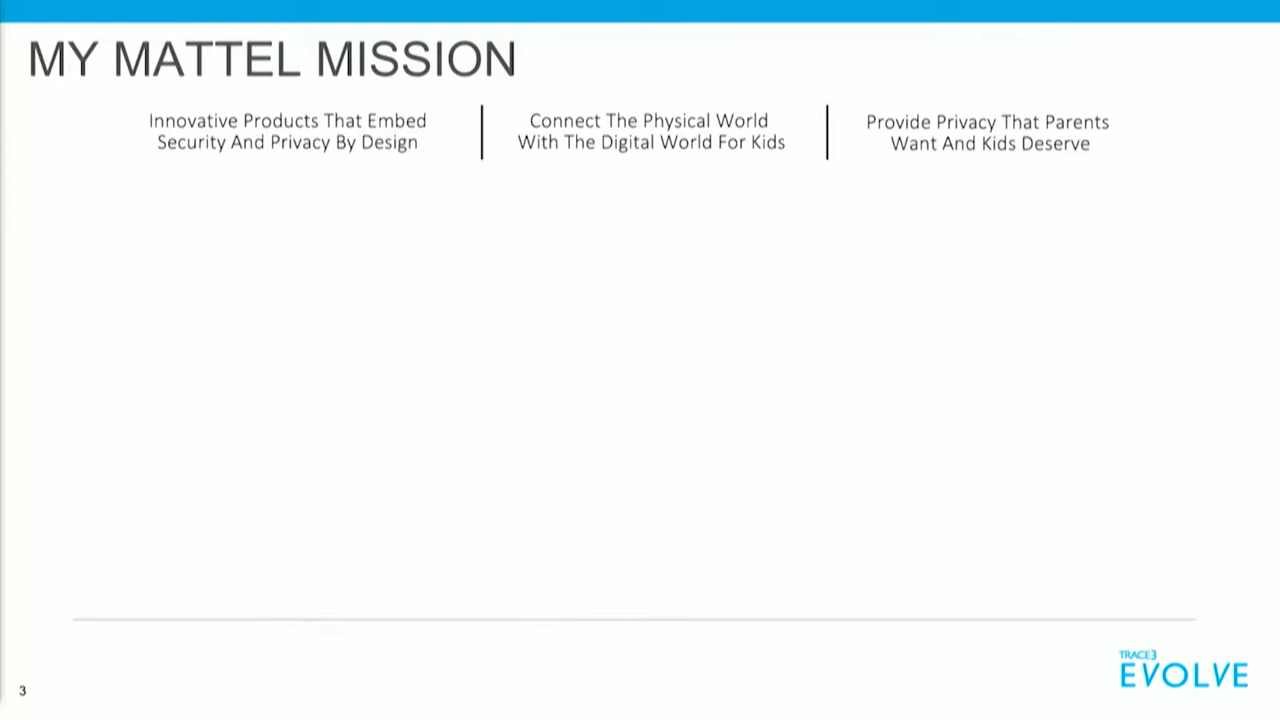 MY MATTEL MISSION
Innovative Products That Embed
Security And Privacy By Design
Connect The Physical World
With The Digital World For Kids
Provide Privacy That Parents
Want And Kids Deserve
3
TRACE3
EVOLVE